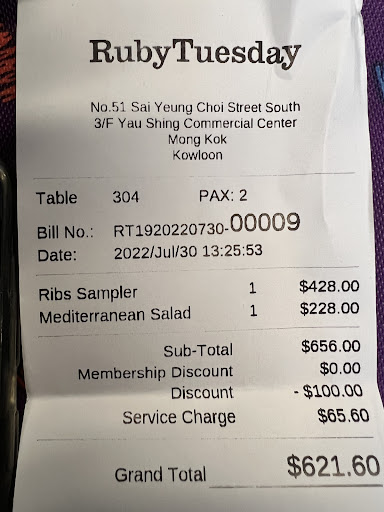 RubyTuesday
No.51 Sai Yeung Choi Street South
3/F Yau Shing Commercial Center
Mong Kok
Kowloon
Table 304 PAX: 2
Bill No.: RT1920220730-00009
Date: 2022/Jul/30 13:25:53
Ribs Sampler 1 $428.00
Mediterranean Salad 1 $228.00
Sub-Total $656.00
Membership Discount $0.00
Discount - $100.00
Service Charge $65.60
Grand Total $621.60